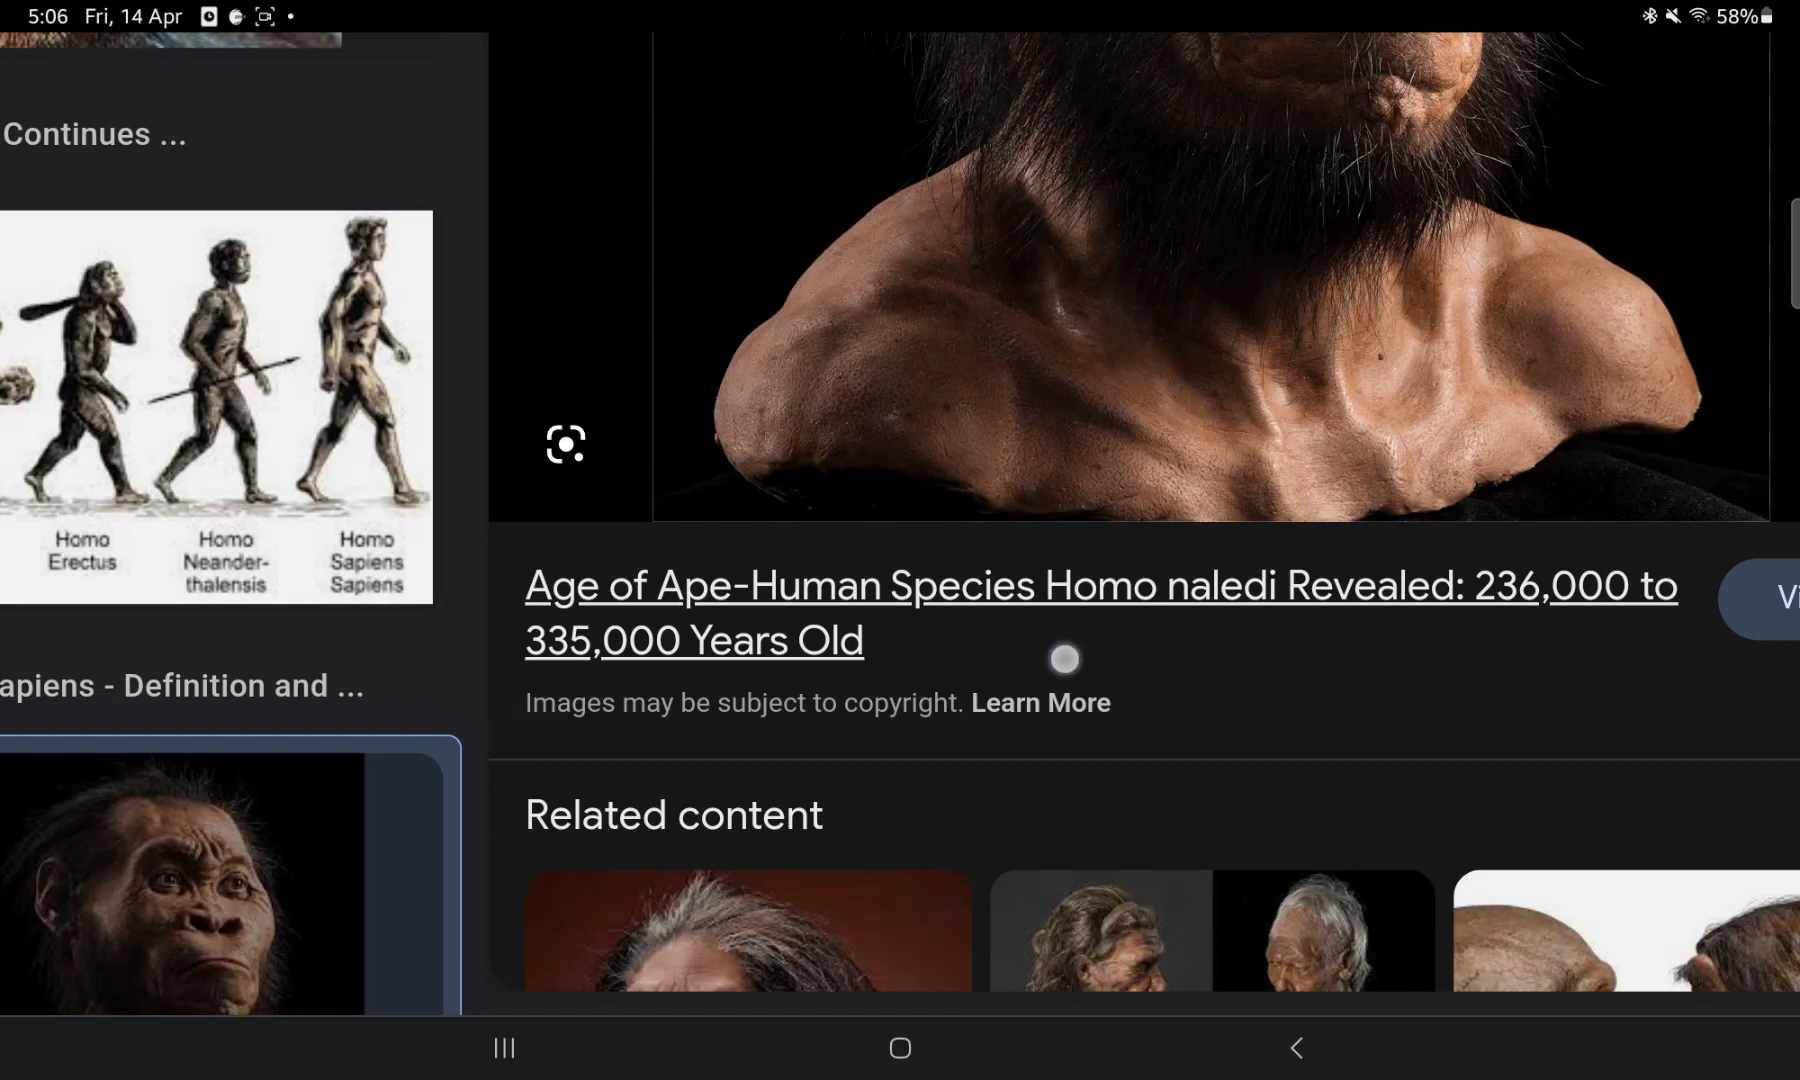 5:06 Fri, 14 Apr
58%
Continues ...
Homo
Erectus
Homo
Neander-
thalensis
Homo
Sapiens
Sapiens
apiens - Definition and ...
Age of Ape-Human Species Homo naledi Revealed: 236,000 to
335,000 Years Old
Vi
Images may be subject to copyright. Learn More
Related content